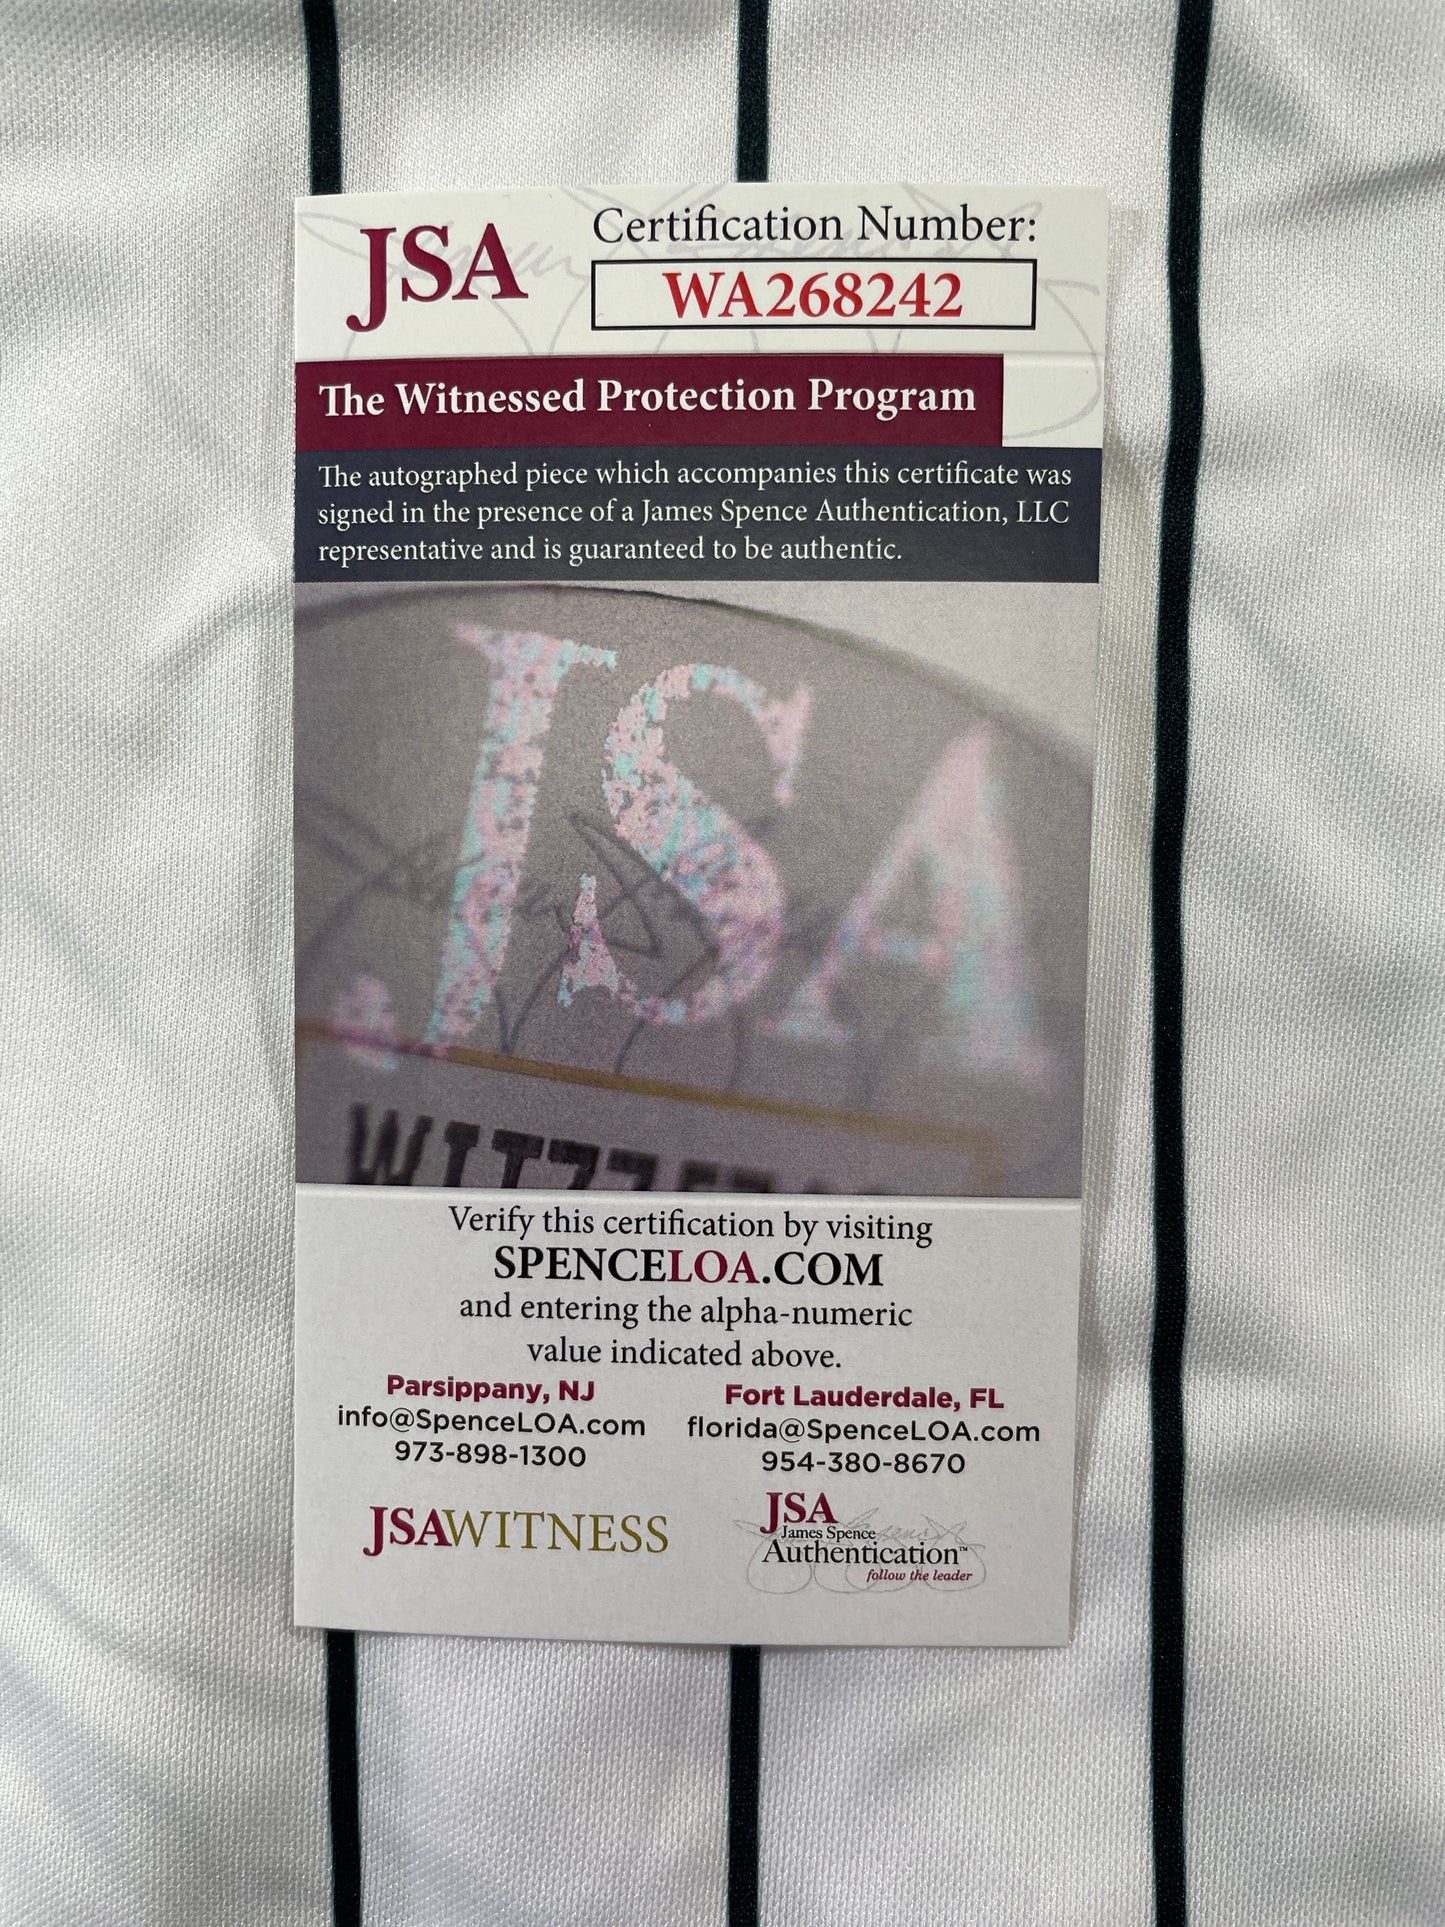 JSA
Certification Number:
WA268242
The Witnessed Protection Program
The autographed piece which accompanies this certificate was
signed in the presence of a James Spence Authentication, LLC
representative and is guaranteed to be authentic.
JSA
Verify this certification by visiting
SPENCELOA.COM
and entering the alpha-numeric
value indicated above.
Parsippany, NJ
info@SpenceLOA.com
973-898-1300
Fort Lauderdale, FL
florida@SpenceLOA.com
954-380-8670
JSAWITNESS
JSA
James Spence
Authentication™
follow the leader